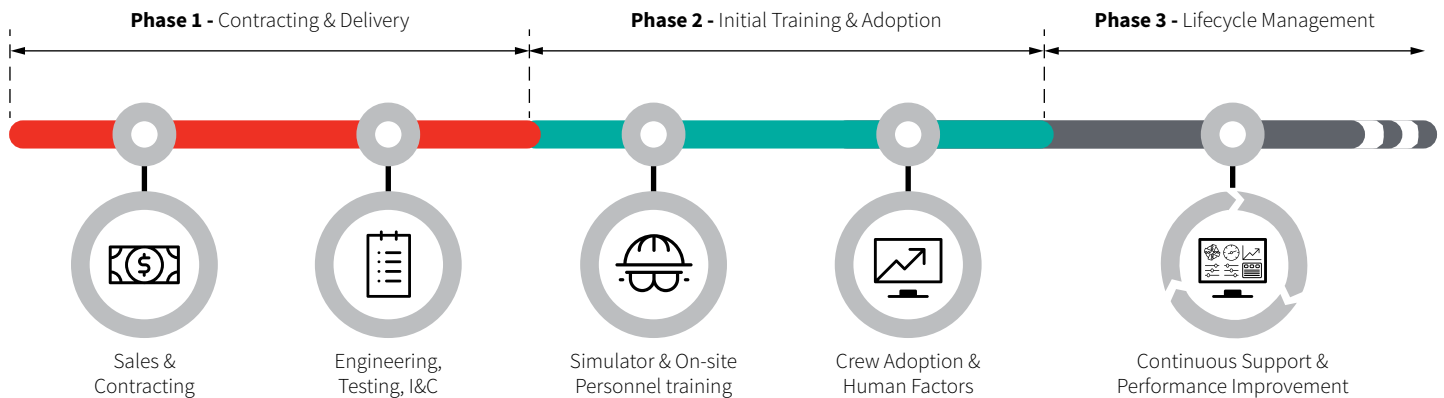 Phase 1 - Contracting & Delivery
Phase 2 - Initial Training & Adoption
Phase 3 - Lifecycle Management
$
Sales &
Contracting
Engineering,
Testing, I&C
Simulator & On-site
Personnel training
Crew Adoption &
Human Factors
Continuous Support &
Performance Improvement